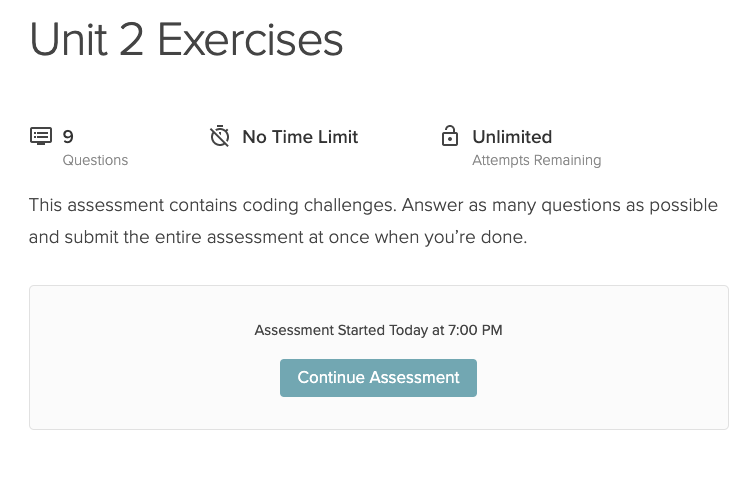 Unit 2 Exercises
9
Questions
No Time Limit
Unlimited
Attempts Remaining
This assessment contains coding challenges. Answer as many questions as possible
and submit the entire assessment at once when you’re done.
Assessment Started Today at 7:00 PM
Continue Assessment